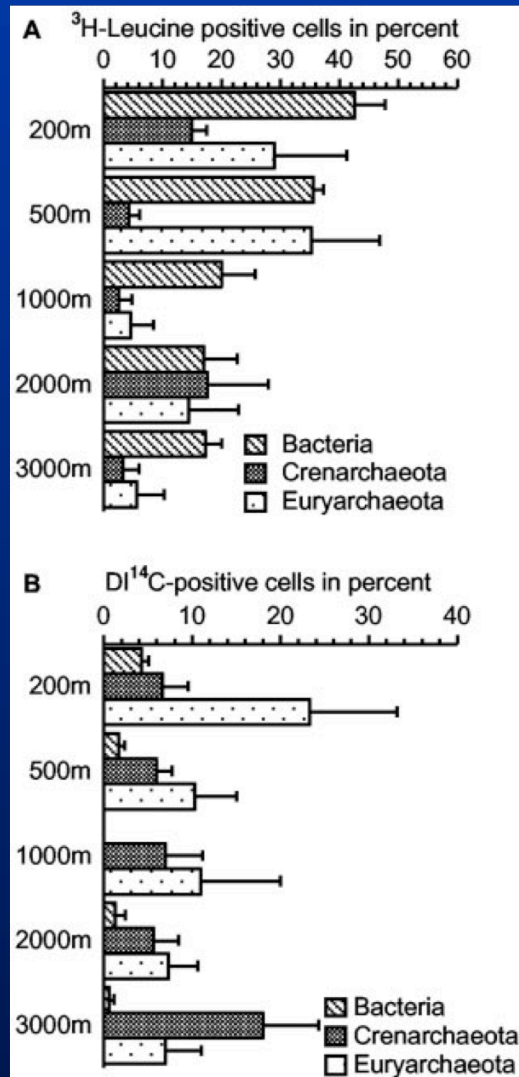 A ³H-Leucine positive cells in percent
0 10 20 30 40 50 60
200m
500m
1000m
2000m
3000m
Bacteria
Crenarchaeota
Euryarchaeota
B DI¹⁴C-positive cells in percent
0 10 20 30 40
200m
500m
1000m
2000m
3000m
Bacteria
Crenarchaeota
Euryarchaeota